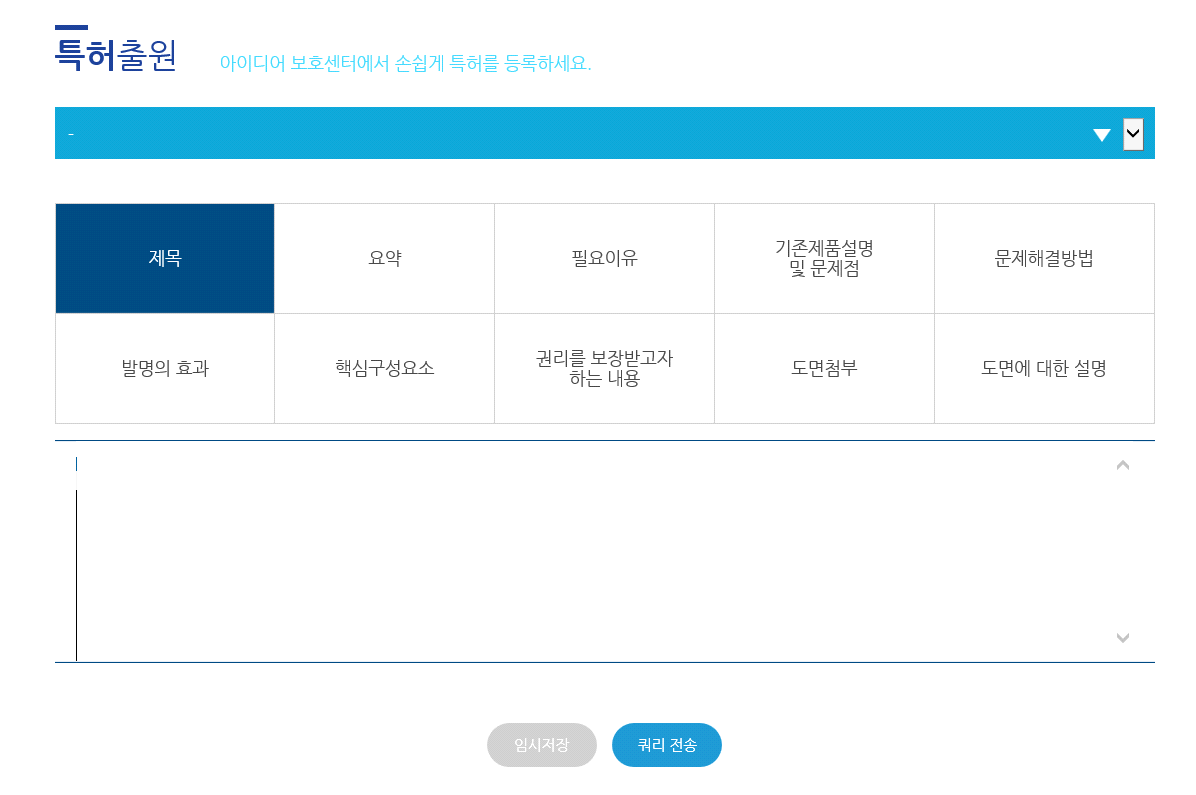 특허출원
아이디어 보호센터에서 손쉽게 특허를 등록하세요.
-
제목
요약
필요이유
기존제품설명
및 문제점
문제해결방법
발명의 효과
핵심구성요소
권리를 보장받고자
하는 내용
도면첨부
도면에 대한 설명
임시저장
쿼리 전송